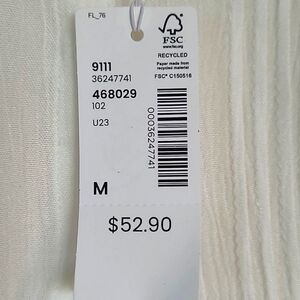 FL_76
FSC
www.fsc.org
RECYCLED
Paper made from
recycled material
FSC® C150516
9111
36247741
468029
102
U23
00036247741
M
$52.90